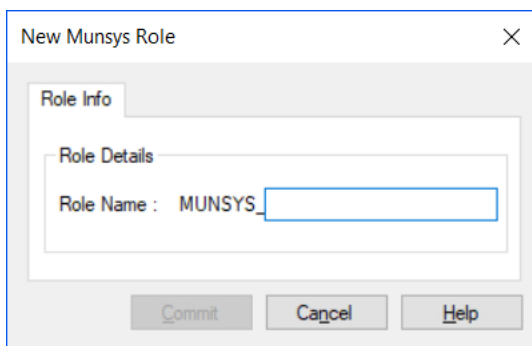 New Munsys Role
Role Info
Role Details
Role Name : MUNSYS_
Commit Cancel Help